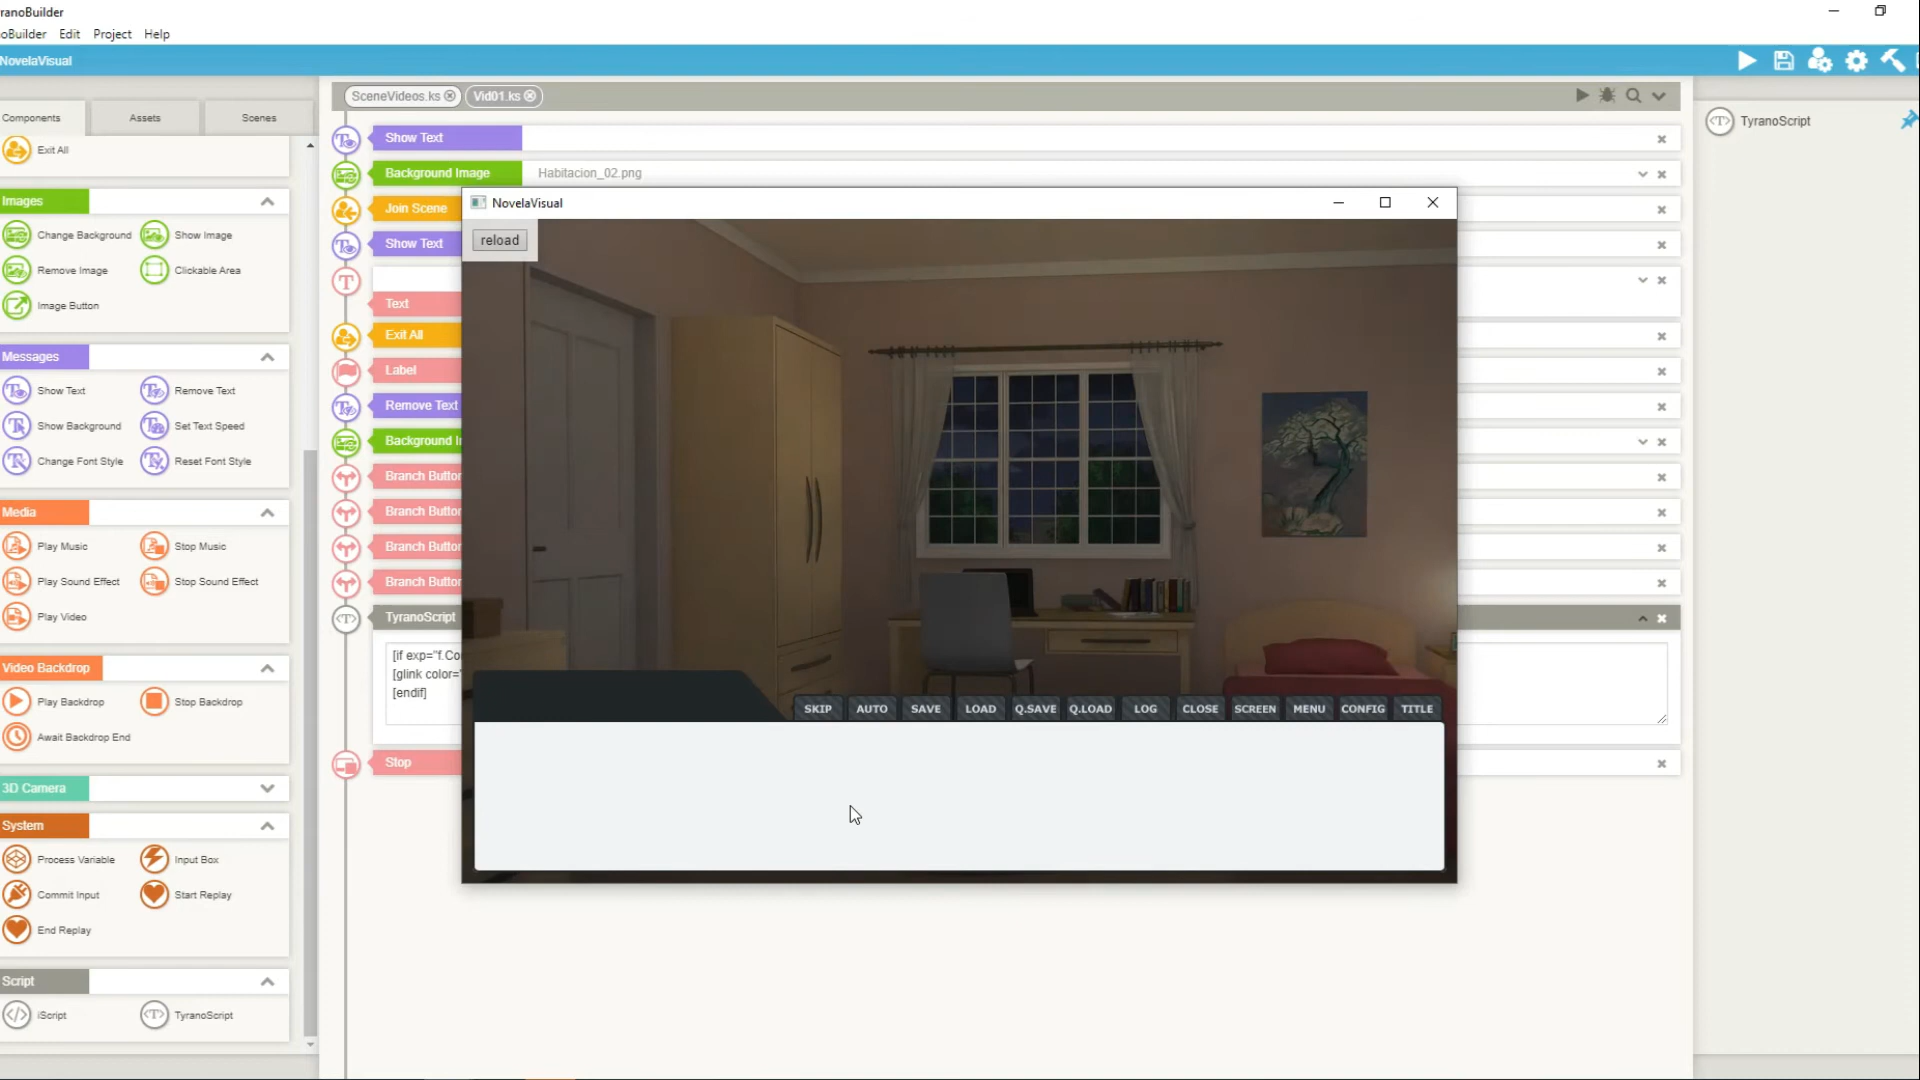 ranoBuilder
oBuilder Edit Project Help
NovelaVisual
Components Assets Scenes
Exit All
Images
Change Background Show Image
Remove Image Clickable Area
Image Button
Messages
Show Text Remove Text
Show Background Set Text Speed
Change Font Style Reset Font Style
Media
Play Music Stop Music
Play Sound Effect Stop Sound Effect
Play Video
Video Backdrop
Play Backdrop Stop Backdrop
Await Backdrop End
3D Camera
System
Process Variable Input Box
Commit Input Start Replay
End Replay
Script
iScript TyranoScript
SceneVideos.ks Vid01.ks
Show Text
Background Image Habitacion_02.png
Join Scene
Show Text
Text
Exit All
Label
Remove Text
Background I
Branch Button
Branch Button
Branch Button
Branch Button
TyranoScript
[if exp="f.Co
[glink color="
[endif]
Stop
NovelaVisual
reload
SKIP AUTO SAVE LOAD Q.SAVE Q.LOAD LOG CLOSE SCREEN MENU CONFIG TITLE
TyranoScript